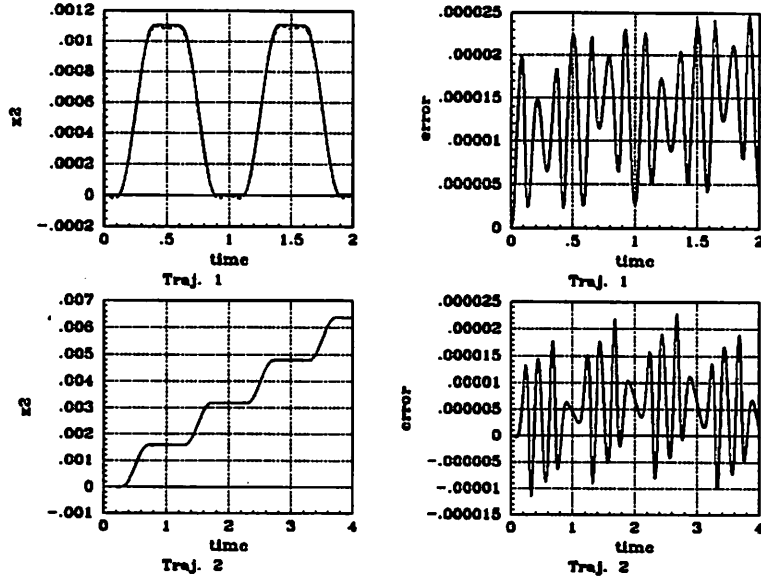 .0012
.001
.0008
.0006
.0004
.0002
0
-.0002
x2
0 .5 1 1.5 2
time
Traj. 1
.000025
.00002
.000015
.00001
.000005
0
error
0 .5 1 1.5 2
time
Traj. 1
.007
.006
.005
.004
.003
.002
.001
0
-.001
x2
0 1 2 3 4
time
Traj. 2
.000025
.00002
.000015
.00001
.000005
0
-.000005
-.00001
-.000015
error
0 1 2 3 4
time
Traj. 2